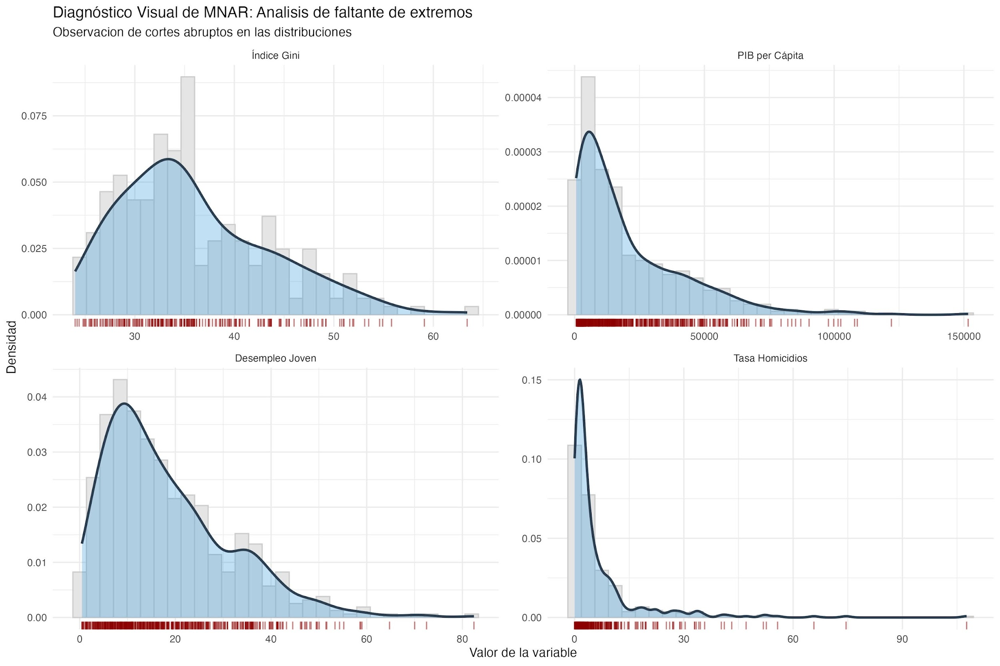 Diagnóstico Visual de MNAR: Analisis de faltante de extremos
Observacion de cortes abruptos en las distribuciones
Índice Gini
PIB per Cápita
0.075
0.050
0.025
0.000
30 40 50 60
0.00004
0.00003
0.00002
0.00001
0.00000
0 50000 100000 150000
Densidad
Desempleo Joven
Tasa Homicidios
0.04
0.03
0.02
0.01
0.00
0 20 40 60 80
0.15
0.10
0.05
0.00
0 30 60 90
Valor de la variable